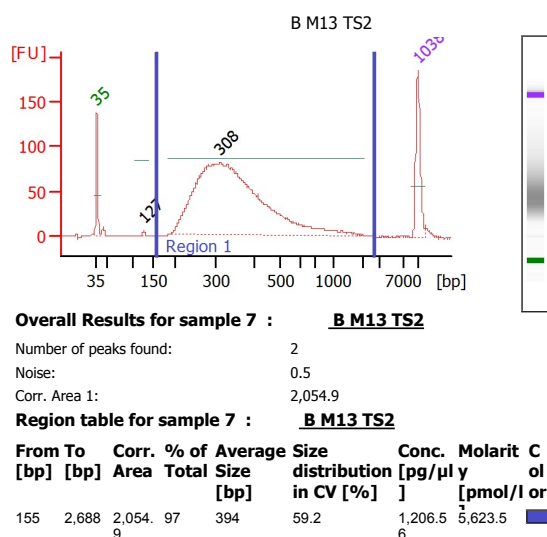 B M13 TS2
[FU]
150
100
50
0
35
127
308
1038
Region 1
35 150 300 500 1000 7000 [bp]
Overall Results for sample 7 : B M13 TS2
Number of peaks found: 2
Noise: 0.5
Corr. Area 1: 2,054.9
Region table for sample 7 : B M13 TS2
From To Corr. % of Average Size Conc. Molarit C
[bp] [bp] Area Total Size distribution [pg/µl y ol
[bp] in CV [%] ] [pmol/l or
155 2,688 2,054. 97 394 59.2 1,206.5 5,623.5
9 6